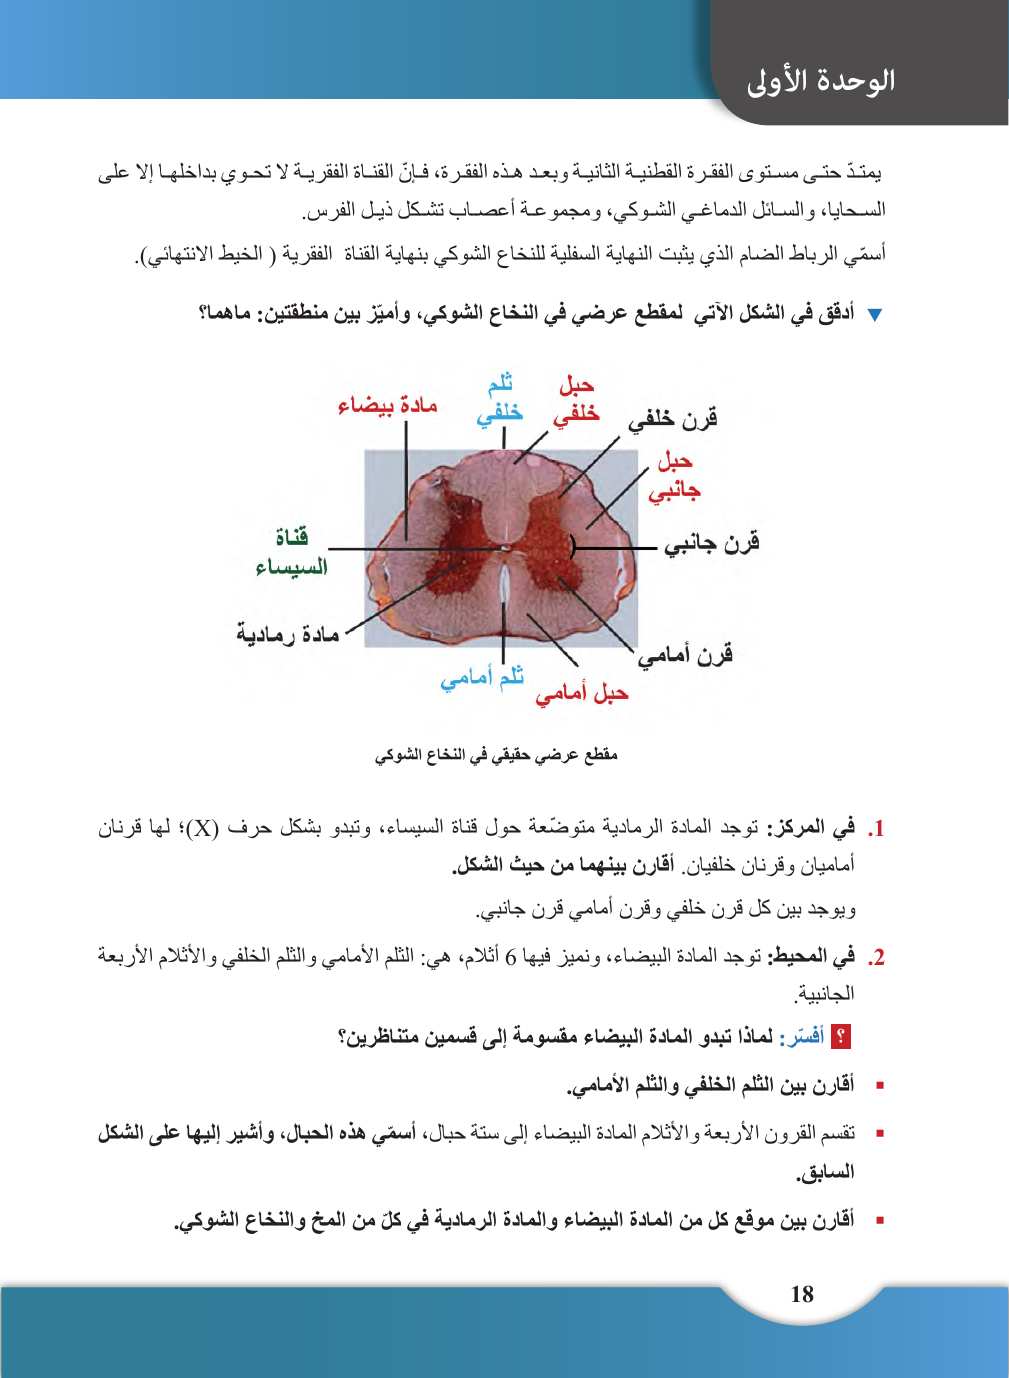 الوحدة الأولى
يمتدّ حتى مستوى الفقرة القطنية الثانية وبعد هذه الفقرة، فإنّ القناة الفقرية لا تحوي بداخلها إلا على
السحايا، والسائل الدماغي الشوكي، ومجموعة أعصاب تشكل ذيل الفرس.
أسمّي الرباط الضام الذي يثبت النهاية السفلية للنخاع الشوكي بنهاية القناة الفقرية ( الخيط الانتهائي).
▼ أدقق في الشكل الآتي لمقطع عرضي في النخاع الشوكي، وأميّز بين منطقتين: ماهما؟
حبل
خلفي
ثلم
خلفي
مادة بيضاء
قرن خلفي
حبل
جانبي
قناة
السيساء
قرن جانبي
مادة رمادية
قرن أمامي
ثلم أمامي
حبل أمامي
مقطع عرضي حقيقي في النخاع الشوكي
1. في المركز: توجد المادة الرمادية متوضّعة حول قناة السيساء، وتبدو بشكل حرف (X)؛ لها قرنان
أماميان وقرنان خلفيان. أقارن بينهما من حيث الشكل.
ويوجد بين كل قرن خلفي وقرن أمامي قرن جانبي.
2. في المحيط: توجد المادة البيضاء، ونميز فيها 6 أثلام، هي: الثلم الأمامي والثلم الخلفي والأثلام الأربعة
الجانبية.
؟ أفسّر: لماذا تبدو المادة البيضاء مقسومة إلى قسمين متناظرين؟
▪ أقارن بين الثلم الخلفي والثلم الأمامي.
▪ تقسم القرون الأربعة والأثلام المادة البيضاء إلى ستة حبال، أسمّي هذه الحبال، وأشير إليها على الشكل
السابق.
▪ أقارن بين موقع كل من المادة البيضاء والمادة الرمادية في كلّ من المخ والنخاع الشوكي.
18